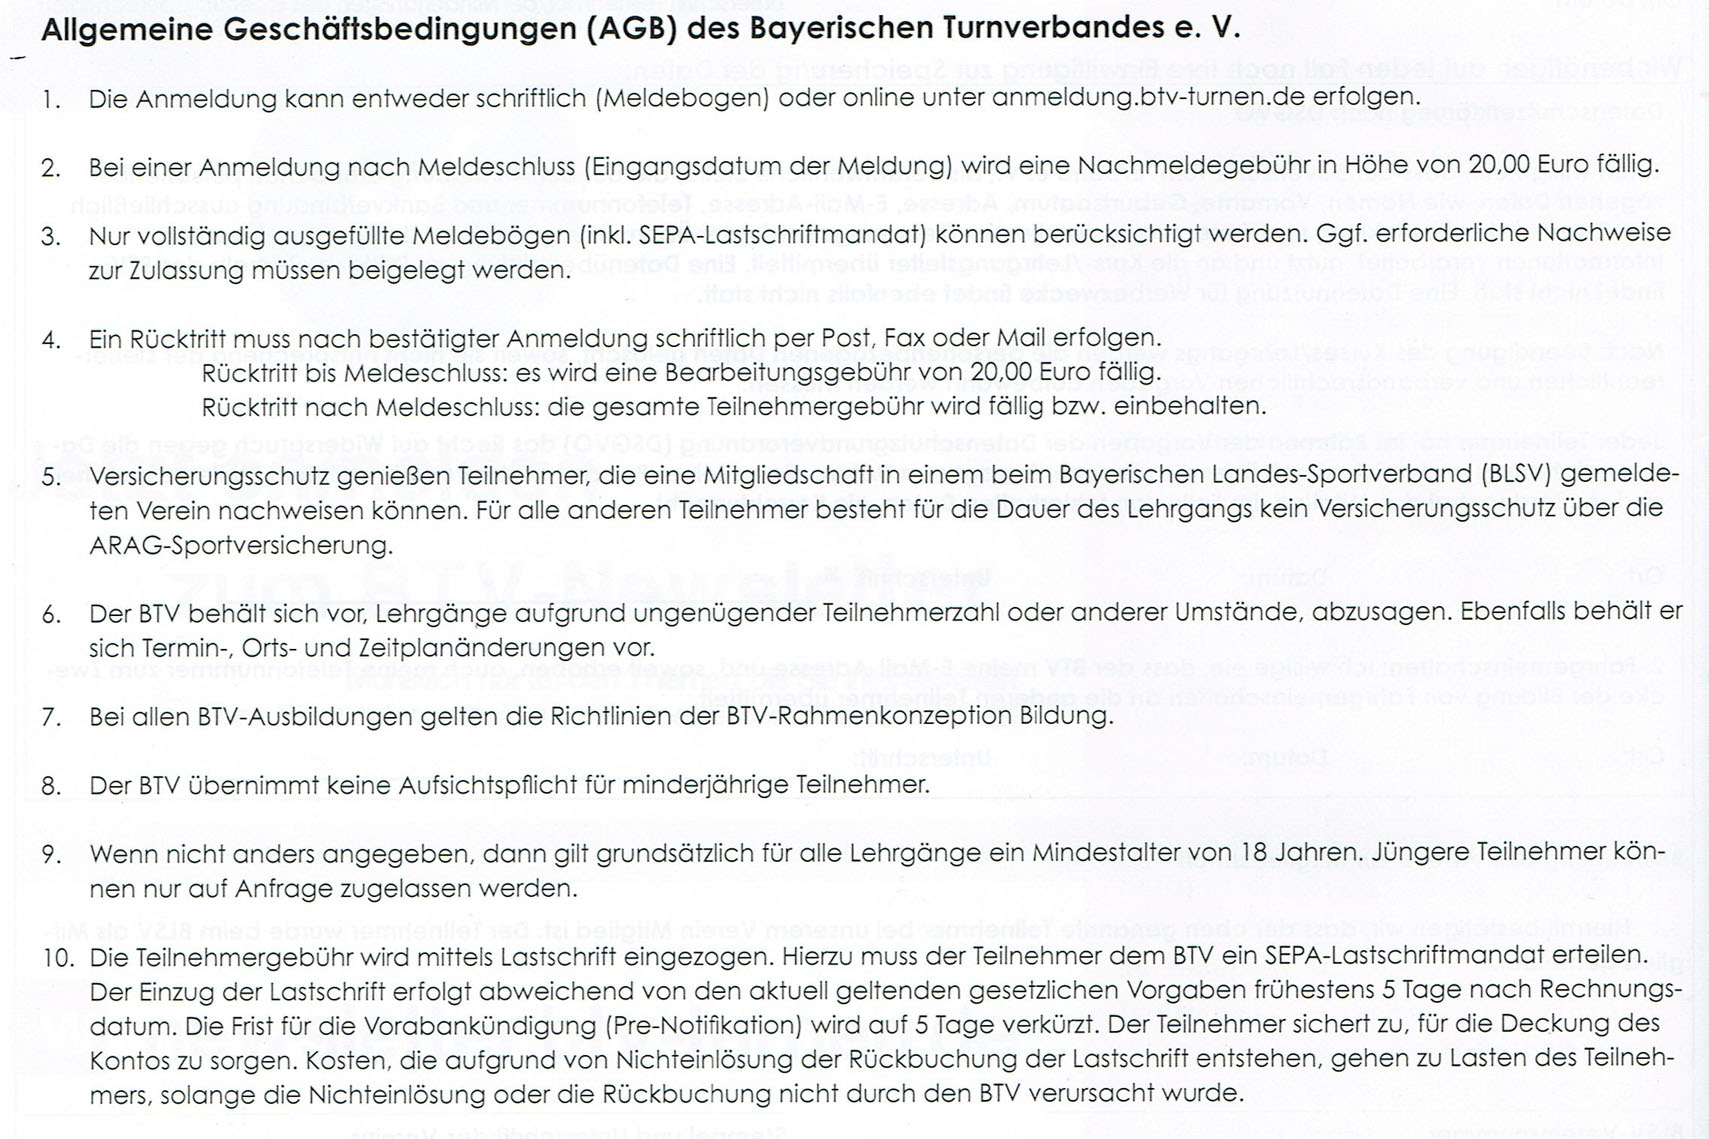 Allgemeine Geschäftsbedingungen (AGB) des Bayerischen Turnverbandes e. V.
1. Die Anmeldung kann entweder schriftlich (Meldebogen) oder online unter anmeldung.btv-turnen.de erfolgen.
2. Bei einer Anmeldung nach Meldeschluss (Eingangsdatum der Meldung) wird eine Nachmeldegebühr in Höhe von 20,00 Euro fällig.
3. Nur vollständig ausgefüllte Meldebögen (inkl. SEPA-Lastschriftmandat) können berücksichtigt werden. Ggf. erforderliche Nachweise
zur Zulassung müssen beigelegt werden.
4. Ein Rücktritt muss nach bestätigter Anmeldung schriftlich per Post, Fax oder Mail erfolgen.
Rücktritt bis Meldeschluss: es wird eine Bearbeitungsgebühr von 20,00 Euro fällig.
Rücktritt nach Meldeschluss: die gesamte Teilnehmergebühr wird fällig bzw. einbehalten.
5. Versicherungsschutz genießen Teilnehmer, die eine Mitgliedschaft in einem beim Bayerischen Landes-Sportverband (BLSV) gemelde-
ten Verein nachweisen können. Für alle anderen Teilnehmer besteht für die Dauer des Lehrgangs kein Versicherungsschutz über die
ARAG-Sportversicherung.
6. Der BTV behält sich vor, Lehrgänge aufgrund ungenügender Teilnehmerzahl oder anderer Umstände, abzusagen. Ebenfalls behält er
sich Termin-, Orts- und Zeitplanänderungen vor.
7. Bei allen BTV-Ausbildungen gelten die Richtlinien der BTV-Rahmenkonzeption Bildung.
8. Der BTV übernimmt keine Aufsichtspflicht für minderjährige Teilnehmer.
9. Wenn nicht anders angegeben, dann gilt grundsätzlich für alle Lehrgänge ein Mindestalter von 18 Jahren. Jüngere Teilnehmer kön-
nen nur auf Anfrage zugelassen werden.
10. Die Teilnehmergebühr wird mittels Lastschrift eingezogen. Hierzu muss der Teilnehmer dem BTV ein SEPA-Lastschriftmandat erteilen.
Der Einzug der Lastschrift erfolgt abweichend von den aktuell geltenden gesetzlichen Vorgaben frühestens 5 Tage nach Rechnungs-
datum. Die Frist für die Vorabankündigung (Pre-Notifikation) wird auf 5 Tage verkürzt. Der Teilnehmer sichert zu, für die Deckung des
Kontos zu sorgen. Kosten, die aufgrund von Nichteinlösung der Rückbuchung der Lastschrift entstehen, gehen zu Lasten des Teilneh-
mers, solange die Nichteinlösung oder die Rückbuchung nicht durch den BTV verursacht wurde.